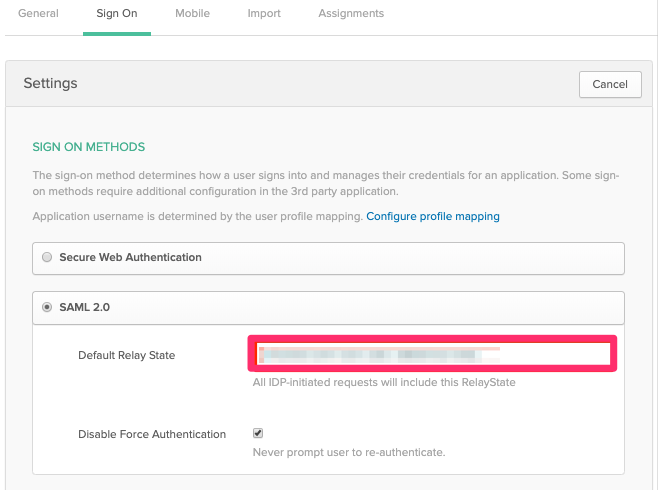 General Sign On Mobile Import Assignments
Settings Cancel
SIGN ON METHODS
The sign-on method determines how a user signs into and manages their credentials for an application. Some sign-
on methods require additional configuration in the 3rd party application.
Application username is determined by the user profile mapping. Configure profile mapping
Secure Web Authentication
SAML 2.0
Default Relay State
All IDP-initiated requests will include this RelayState
Disable Force Authentication
Never prompt user to re-authenticate.